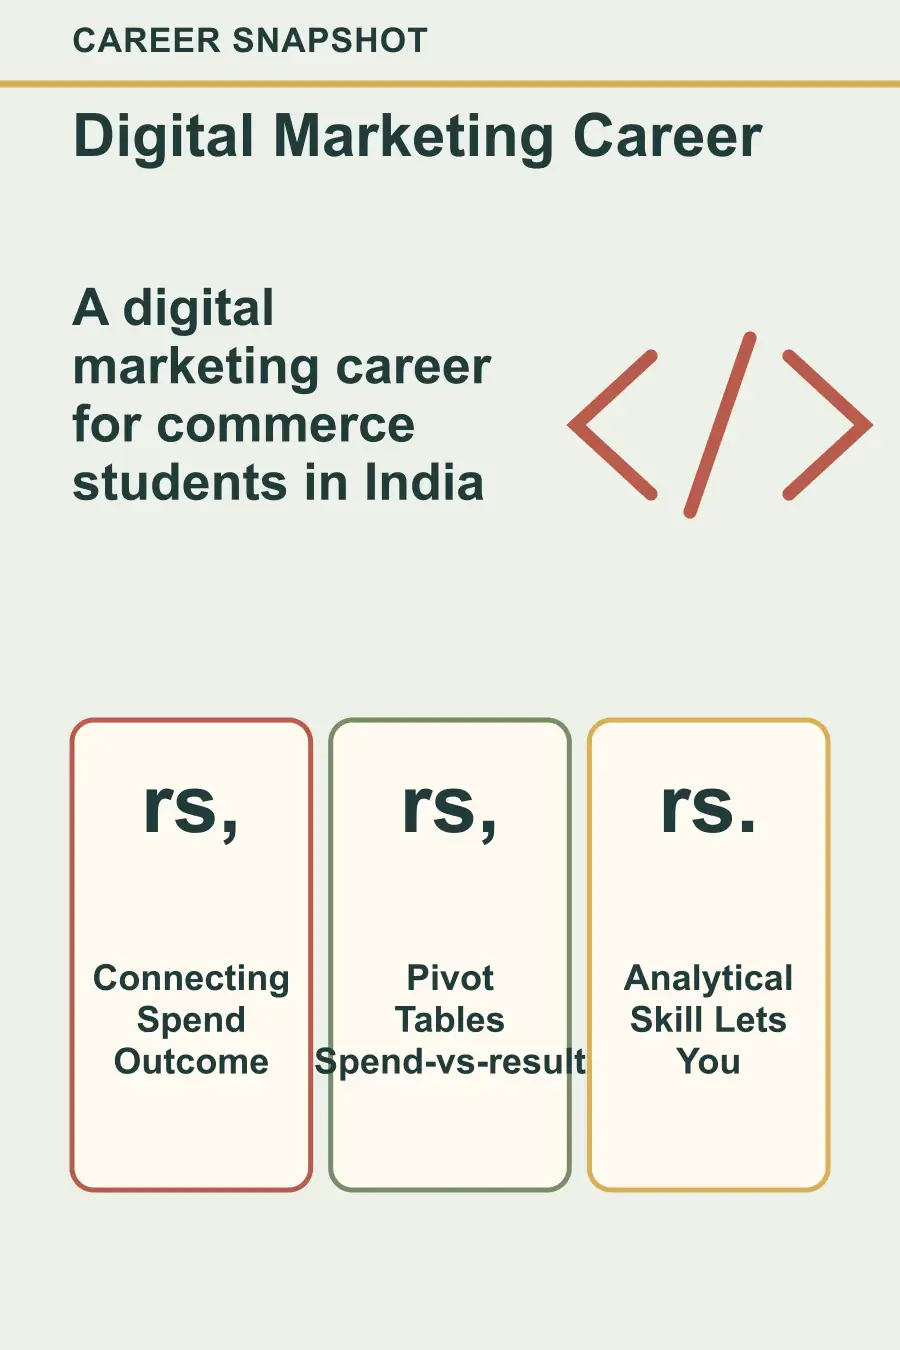 CAREER SNAPSHOT
Digital Marketing Career
A digital
marketing career
for commerce
students in India
rs,
Connecting
Spend
Outcome
rs,
Pivot
Tables
Spend-vs-result
rs.
Analytical
Skill Lets
You